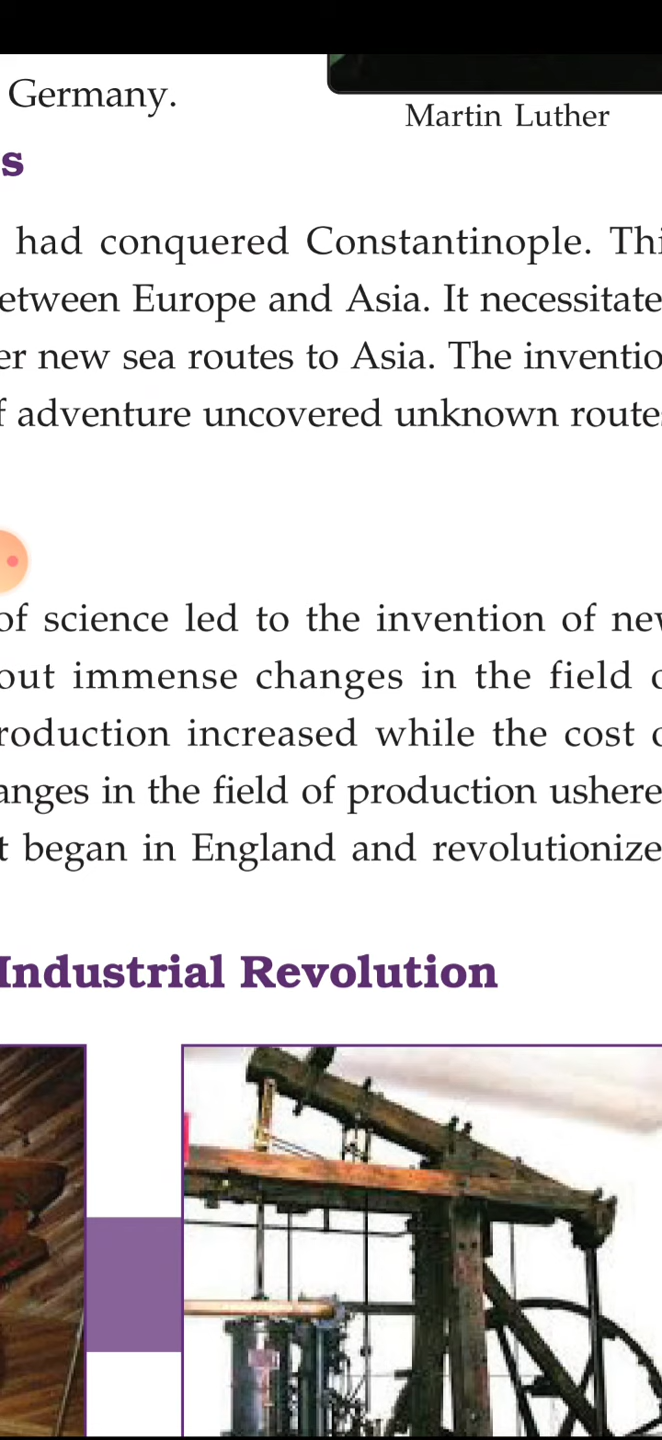 Germany.
Martin Luther
s
had conquered Constantinople. Thi
etween Europe and Asia. It necessitate
er new sea routes to Asia. The inventio
f adventure uncovered unknown route
of science led to the invention of new
out immense changes in the field o
roduction increased while the cost o
anges in the field of production ushere
t began in England and revolutionize
Industrial Revolution